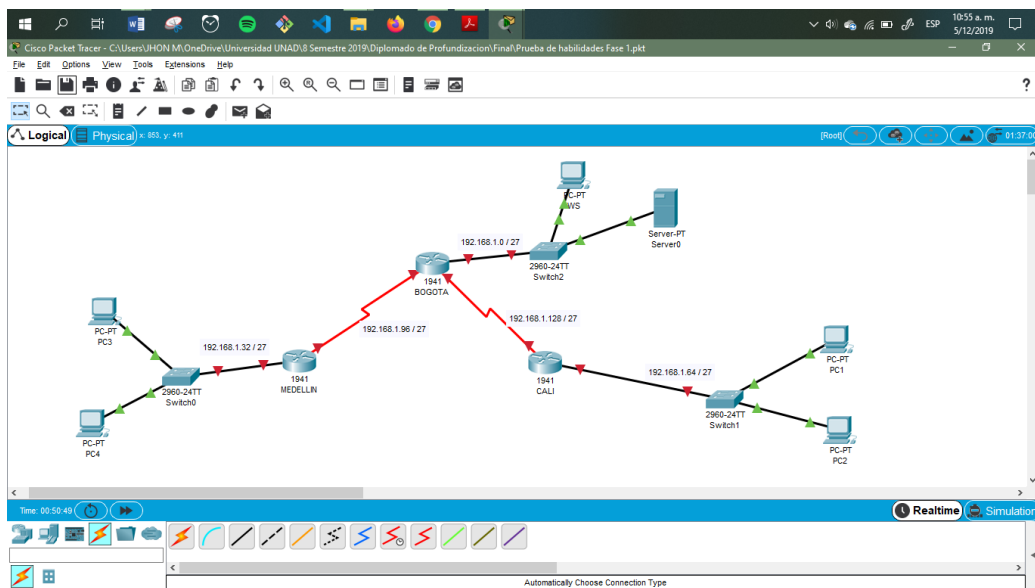 10:55 a. m.
ESP
5/12/2019
Cisco Packet Tracer - C:\Users\JHON M\OneDrive\Universidad UNAD\8 Semestre 2019\Diplomado de Profundizacion\Final\Prueba de habilidades Fase 1.pkt
File Edit Options View Tools Extensions Help
?
Logical Physical x: 853, y: 411 [Root] 01:37:00
PC-PT
WS
Server-PT
Server0
192.168.1.0 / 27
2960-24TT
Switch2
1941
BOGOTA
192.168.1.128 / 27
192.168.1.96 / 27
PC-PT
PC3
192.168.1.32 / 27
1941
MEDELLIN
2960-24TT
Switch0
PC-PT
PC4
1941
CALI
192.168.1.64 / 27
PC-PT
PC1
2960-24TT
Switch1
PC-PT
PC2
Time: 00:50:49 Realtime Simulation
Automatically Choose Connection Type